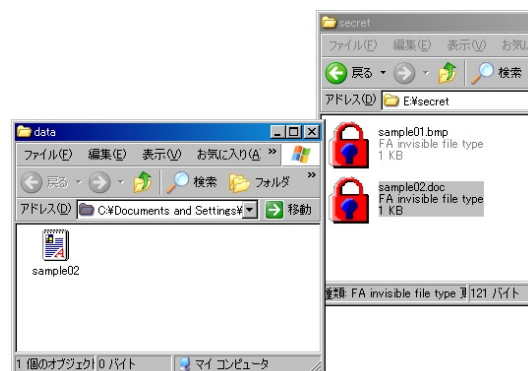 secret
ファイル(F) 編集(E) 表示(V) お気に
戻る 検索
アドレス(D) E:¥secret
sample01.bmp
FA invisible file type
1 KB
sample02.doc
FA invisible file type
1 KB
種類: FA invisible file type 121 バイト
data
ファイル(F) 編集(E) 表示(V) お気に入り(A »
戻る 検索 フォルダ »
アドレス(D) C:¥Documents and Settings¥ 移動
sample02
1 個のオブジェクト 0 バイト マイ コンピュータ